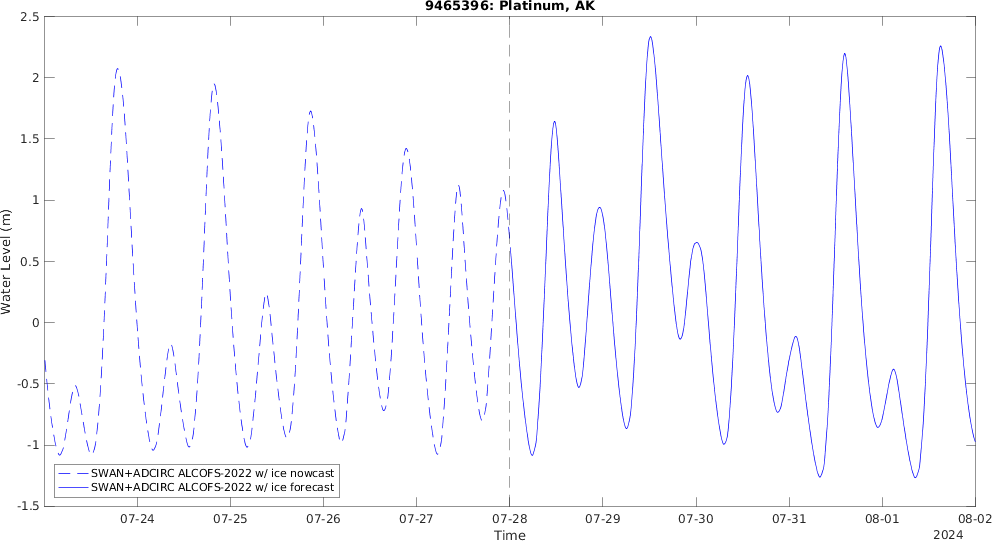 9465396: Platinum, AK
Water Level (m)
2.5
2
1.5
1
0.5
0
-0.5
-1
-1.5
SWAN+ADCIRC ALCOFS-2022 w/ ice nowcast
SWAN+ADCIRC ALCOFS-2022 w/ ice forecast
07-24 07-25 07-26 07-27 07-28 07-29 07-30 07-31 08-01 08-02
Time
2024